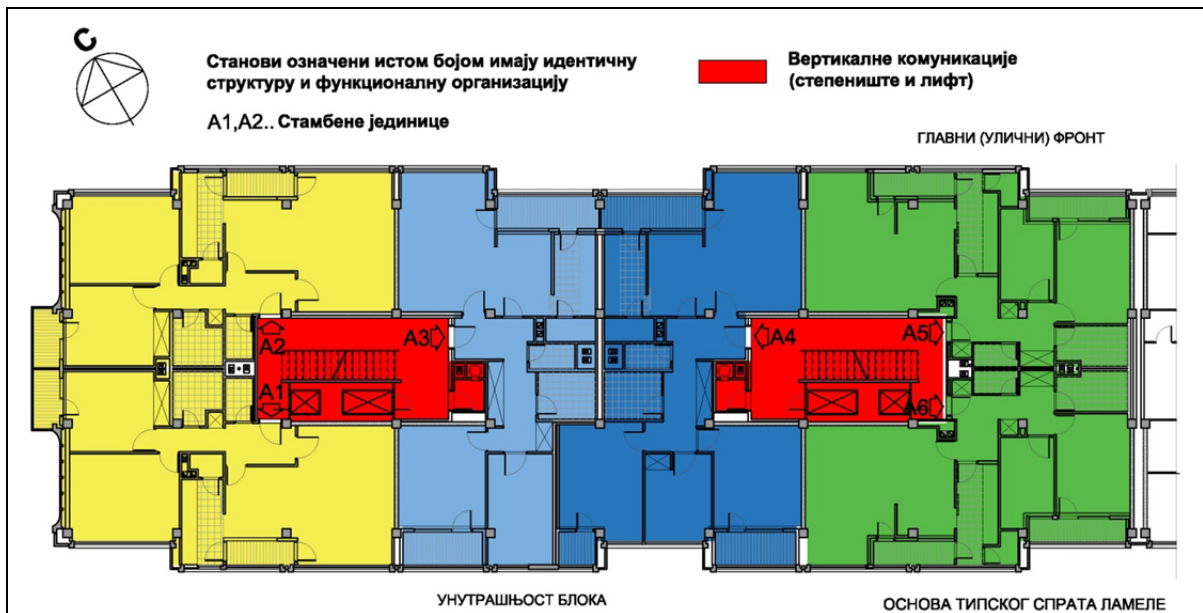 С
Станови означени истом бојом имају идентичну
структуру и функционалну организацију
А1,А2.. Стамбене јединице
Вертикалне комуникације
(степениште и лифт)
ГЛАВНИ (УЛИЧНИ) ФРОНТ
А2
А3
А4
А5
А1
А6
УНУТРАШЊОСТ БЛОКА
ОСНОВА ТИПСКОГ СПРАТА ЛАМЕЛЕ